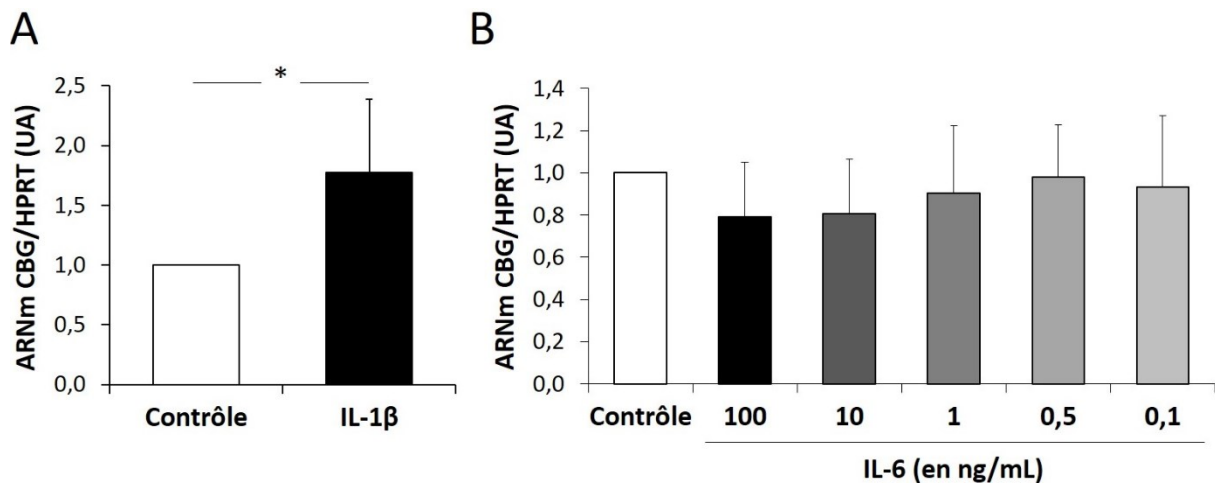 A
ARNm CBG/HPRT (UA)
2,5
2,0
1,5
1,0
0,5
0,0
*
Contrôle IL-1β
B
ARNm CBG/HPRT (UA)
1,4
1,2
1,0
0,8
0,6
0,4
0,2
0,0
Contrôle 100 10 1 0,5 0,1
IL-6 (en ng/mL)